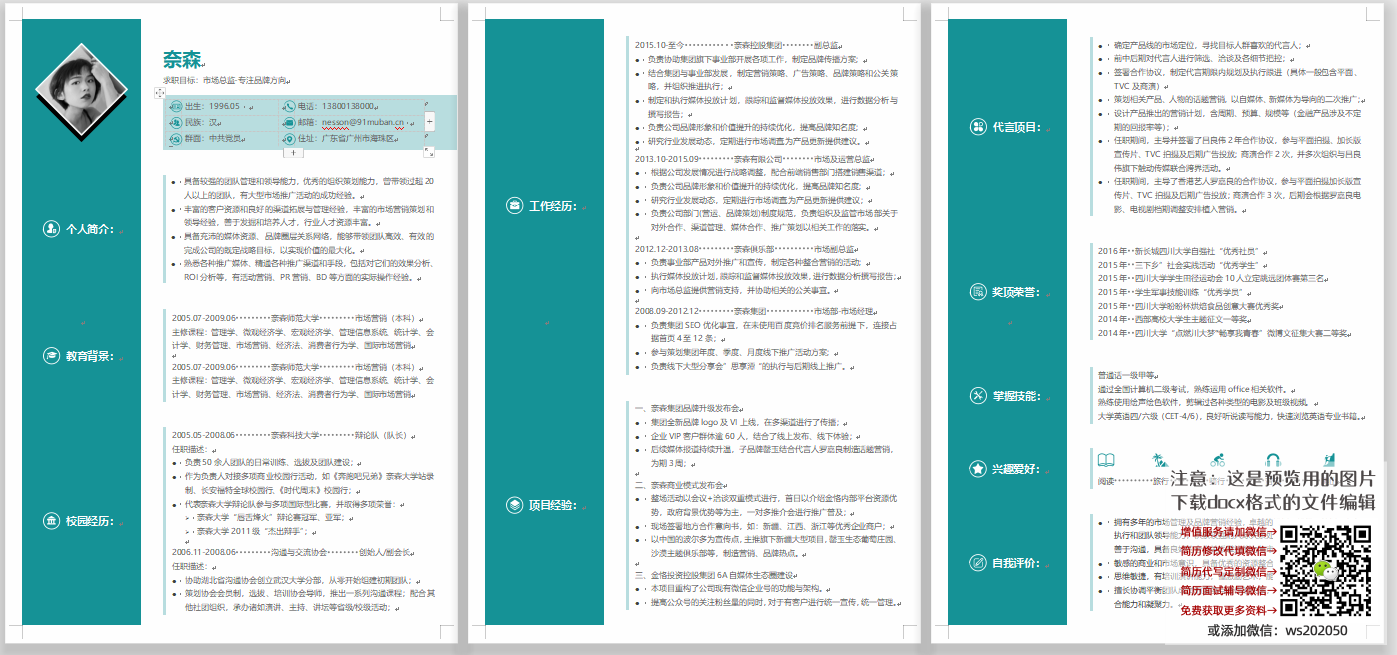 奈森
求职目标：市场总监-专注品牌方向
出生：1996.05
电话：13800138000
民族：汉
邮箱：nesson@91muban.cn
群面：中共党员
住址：广东省广州市海珠区
个人简介：
具备较强的团队管理和领导能力，优秀的组织策划能力，曾带领过超 20
人以上的团队，有大型市场推广活动的成功经验。
丰富的客户资源和良好的渠道拓展与管理经验，丰富的市场营销策划和
领导经验，善于发掘和培养人才，行业人才资源丰富。
具备充沛的媒体资源、品牌圈层关系网络，能够带领团队高效、有效的
完成公司的既定战略目标，以实现价值的最大化。
熟悉各种推广媒体、精通各种推广渠道和手段，包括对它们的效果分析、
ROI 分析等，有活动营销、PR 营销、BD 等方面的实际操作经验。
教育背景：
2005.07-2009.06 奈森师范大学 市场营销（本科）
主修课程：管理学、微观经济学、宏观经济学、管理信息系统、统计学、会
计学、财务管理、市场营销、经济法、消费者行为学、国际市场营销
2005.07-2009.06 奈森师范大学 市场营销（本科）
主修课程：管理学、微观经济学、宏观经济学、管理信息系统、统计学、会
计学、财务管理、市场营销、经济法、消费者行为学、国际市场营销
校园经历：
2005.05-2008.06 奈森科技大学 辩论队（队长）
任职描述：
负责 50 余人团队的日常训练、选拔及团队建设；
作为负责人对接多项商业校园行活动，如《奔跑吧兄弟》奈森大学站录
制、长安福特全球校园行、《时代周末》校园行；
代表奈森大学辩论队参与多项国际型比赛，并取得多项荣誉：
奈森大学“唇舌烽火”辩论赛冠军、亚军；
奈森大学 2011 级“杰出辩手”；
2006.11-2008.06 沟通与交流协会 创始人/副会长
任职描述：
协助湖北省沟通协会创立武汉大学分部，从零开始组建初期团队；
策划协会会员制，选拔、培训协会导师，推出一系列沟通课程；配合其
他社团组织，承办诸如演讲、主持、讲坛等省级/校级活动；
工作经历：
2015.10-至今 奈森控股集团 副总监
负责协助集团旗下事业部开展各项工作，制定品牌传播方案；
结合集团与事业部发展，制定营销策略、广告策略、品牌策略和公关策
略，并组织推进执行；
制定和执行媒体投放计划，跟踪和监督媒体投放效果，进行数据分析与
撰写报告；
负责公司品牌形象和价值提升的持续优化，提高品牌知名度；
研究行业发展动态，定期进行市场调查为产品更新提供建议。
2013.10-2015.09 奈森有限公司 市场及运营总监
根据公司发展情况进行战略调整，配合前端销售部门搭建销售渠道；
负责公司品牌形象和价值提升的持续优化，提高品牌知名度；
研究行业发展动态，定期进行市场调查为产品更新提供建议；
负责公司部门(营运、品牌策划)制度规范，负责组织及监管市场部关于
对外合作、渠道管理、媒体合作、推广策划以相关工作的落实。
2012.12-2013.08 奈森俱乐部 市场副总监
负责事业部产品对外推广和宣传，制定各种整合营销的活动；
执行媒体投放计划，跟踪和监督媒体投放效果，进行数据分析撰写报告；
向市场总监提供营销支持，并协助相关的公关事宜。
2008.09-2012.12 奈森集团 市场部-市场经理
负责集团 SEO 优化事宜，在未使用百度竞价排名服务前提下，连接占
据首页 4 至 12 条；
参与策划集团年度、季度、月度线下推广活动方案；
负责线下大型分享会“思享沛”的执行与后期线上推广。
项目经验：
一、奈森集团品牌升级发布会
集团全新品牌 logo 及 VI 上线，在多渠道进行了传播；
企业 VIP 客户群体逾 60 人，结合了线上发布、线下体验；
后续媒体报道持续升温，子品牌罄玉结合代言人罗嘉良制造话题营销，
为期 3 周；
二、奈森商业模式发布会
整场活动以会议+洽谈双重模式进行，首日以介绍金恪内部平台资源优
势，政府背景优势等为主，一对多推介会进行推广普及；
现场签署地方合作意向书，如：新疆、江西、浙江等优秀企业商户；
以中国的波尔多为宣传点，主推旗下新疆大型项目，罄玉生态葡萄庄园、
沙漠主题俱乐部等，制造营销、品牌热点。
三、金恪投资控股集团 6A 自媒体生态圈建设
本项目重构了公司现有微信企业号的功能与架构。
提高公众号的关注粉丝量的同时，对于有客户进行统一宣传，统一管理。
代言项目：
确定产品线的市场定位，寻找目标人群喜欢的代言人；
前中后期对代言人进行筛选、洽谈及各细节把控；
签署合作协议，制定代言期限内规划及执行跟进（具体一般包含平面、
TVC 及商演）
策划相关产品、人物的话题营销，以自媒体、新媒体为导向的二次推广；
设计产品推出的营销计划，含周期、预算、规模等（金融产品涉及不定
期的回报率等）；
任职期间，主导并签署了吕良伟 2 年合作协议，参与平面拍摄、加长版
宣传片、TVC 拍摄及后期广告投放; 商演合作 2 次，并多次组织与吕良
伟旗下触动传媒联合跨界活动。
任职期间，主导了香港艺人罗嘉良的合作协议，参与平面拍摄加长版宣
传片、TVC 拍摄及后期广告投放; 商演合作 3 次，后期会根据罗嘉良电
影、电视剧档期调整安排植入营销。
奖项荣誉：
2016 年 新长城四川大学自强社 “优秀社员”
2015 年 三下乡”社会实践活动 “优秀学生”
2015 年 四川大学学生田径运动会 10 人立定跳远团体赛第三名
2015 年 学生军事技能训练 “优秀学员”
2015 年 四川大学盼盼杯烘焙食品创意大赛优秀奖
2014 年 西部高校大学生主题征文一等奖
2014 年 四川大学 “点燃川大梦”畅享我青春” 微博文征集大赛二等奖
掌握技能：
普通话一级甲等
通过全国计算机二级考试，熟练运用 office 相关软件。
熟练使用绘声绘色软件，剪辑过各种类型的电影及班级视频。
大学英语四/六级（CET-4/6），良好听说读写能力，快速浏览英语专业书籍。
兴趣爱好：
阅读 旅行
自我评价：
拥有多年的市场管理及品牌营销经验，卓越的
执行和团队领导能力
善于沟通，具备良
敏感的商业和市场意识，具备优秀的资源整合
思维敏捷，有培
擅长协调平衡团队
合能力和凝聚力。
注意：这是预览用的图片
下载docx格式的文件编辑
增值服务请加微信→
简历修改代填微信→
简历代写定制微信→
简历面试辅导微信→
免费获取更多资料→
或添加微信：ws202050